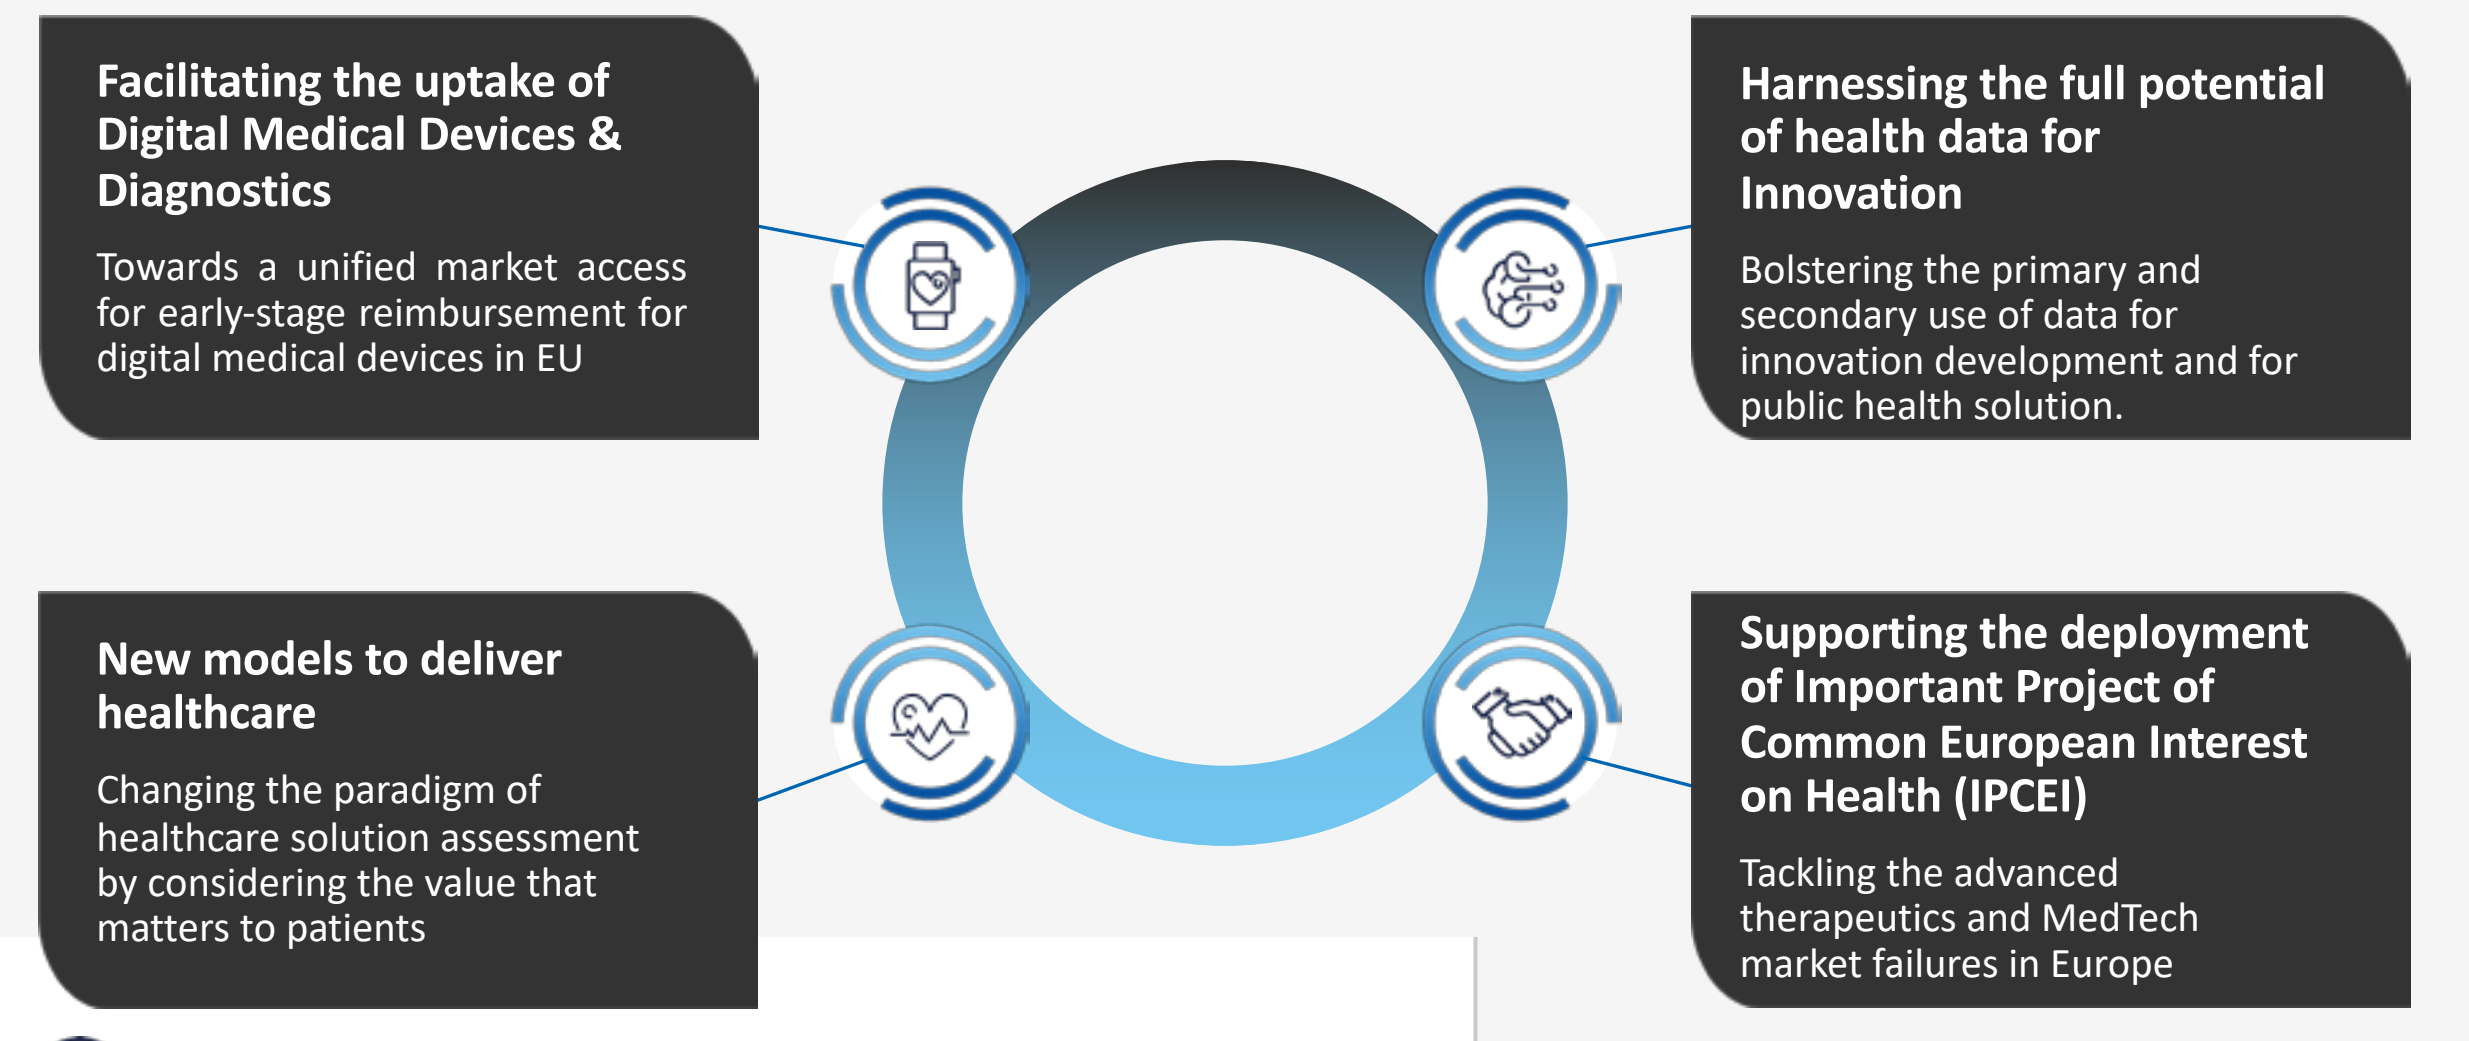 Facilitating the uptake of
Digital Medical Devices &
Diagnostics
Towards a unified market access
for early-stage reimbursement for
digital medical devices in EU
Harnessing the full potential
of health data for
Innovation
Bolstering the primary and
secondary use of data for
innovation development and for
public health solution.
New models to deliver
healthcare
Changing the paradigm of
healthcare solution assessment
by considering the value that
matters to patients
Supporting the deployment
of Important Project of
Common European Interest
on Health (IPCEI)
Tackling the advanced
therapeutics and MedTech
market failures in Europe